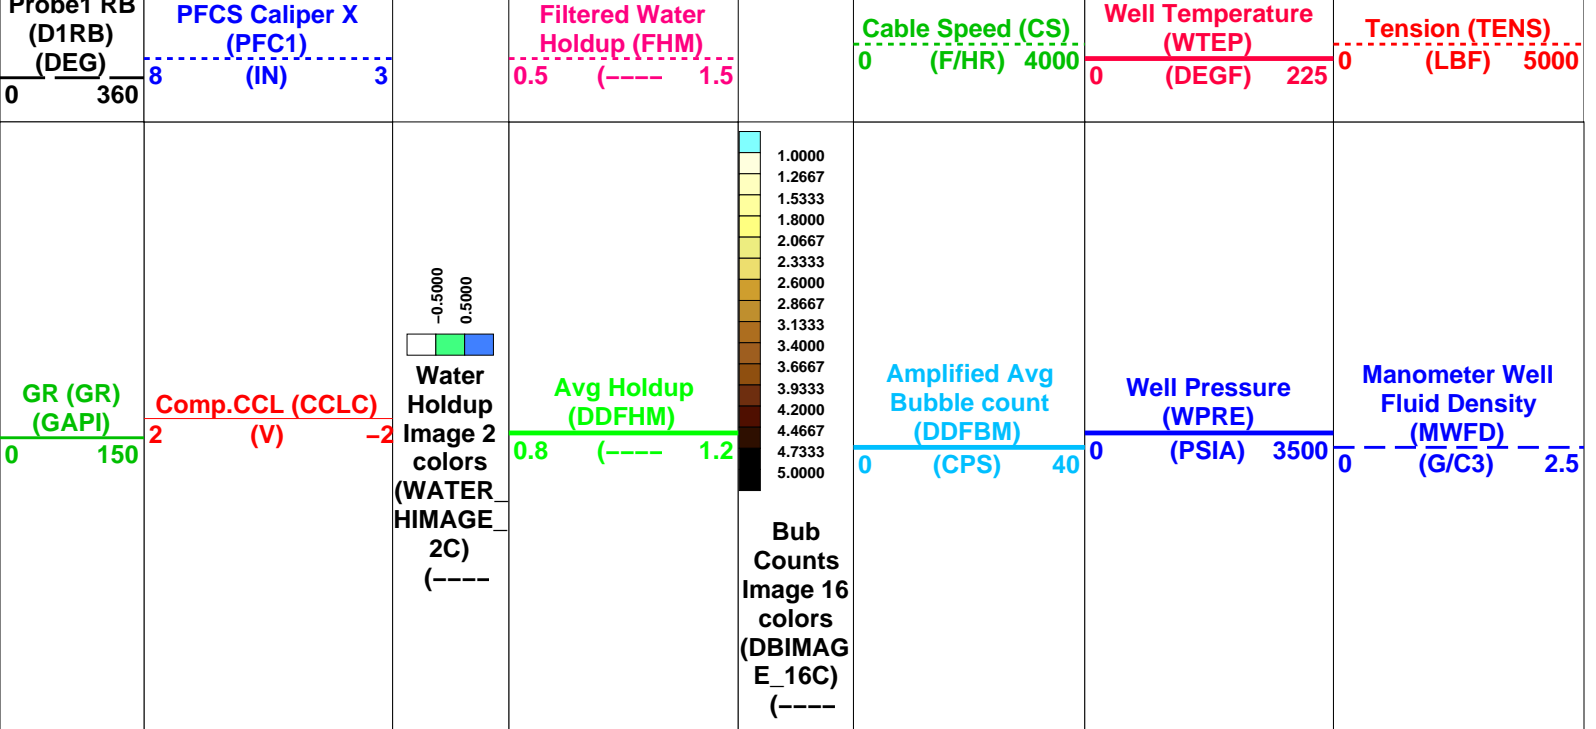 Probe1 RB
(D1RB)
(DEG)
0 360
PFCS Caliper X
(PFC1)
8 (IN) 3
Filtered Water
Holdup (FHM)
0.5 (---- 1.5
Cable Speed (CS)
0 (F/HR) 4000
Well Temperature
(WTEP)
0 (DEGF) 225
Tension (TENS)
0 (LBF) 5000
GR (GR)
(GAPI)
0 150
Comp.CCL (CCLC)
2 (V) −2
−0.5000
0.5000
Water
Holdup
Image 2
colors
(WATER_
HIMAGE_
2C)
(----
Avg Holdup
(DDFHM)
0.8 (---- 1.2
1.0000
1.2667
1.5333
1.8000
2.0667
2.3333
2.6000
2.8667
3.1333
3.4000
3.6667
3.9333
4.2000
4.4667
4.7333
5.0000
Bub
Counts
Image 16
colors
(DBIMAG
E_16C)
(----
Amplified Avg
Bubble count
(DDFBM)
0 (CPS) 40
Well Pressure
(WPRE)
0 (PSIA) 3500
Manometer Well
Fluid Density
(MWFD)
0 (G/C3) 2.5